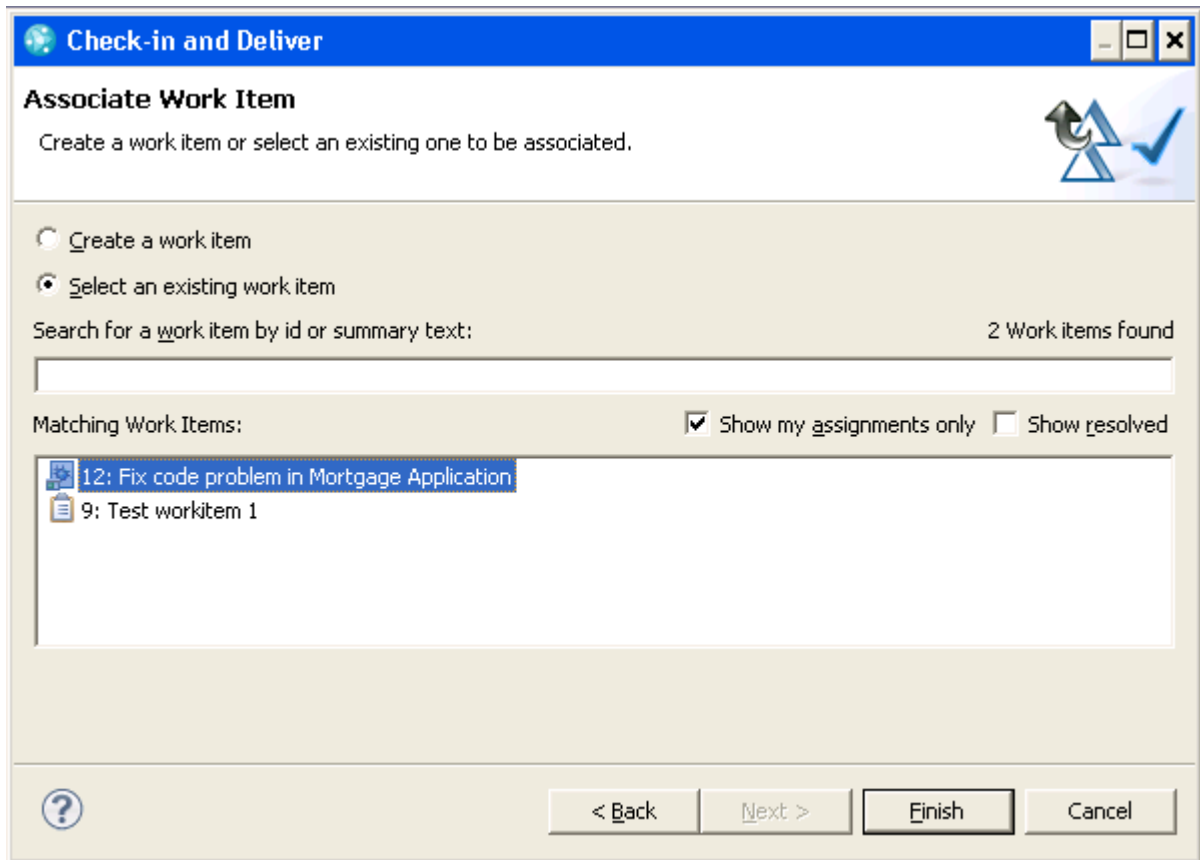 Check-in and Deliver
Associate Work Item
Create a work item or select an existing one to be associated.
Create a work item
Select an existing work item
Search for a work item by id or summary text: 2 Work items found
Matching Work Items: Show my assignments only Show resolved
12: Fix code problem in Mortgage Application
9: Test workitem 1
? < Back Next > Finish Cancel